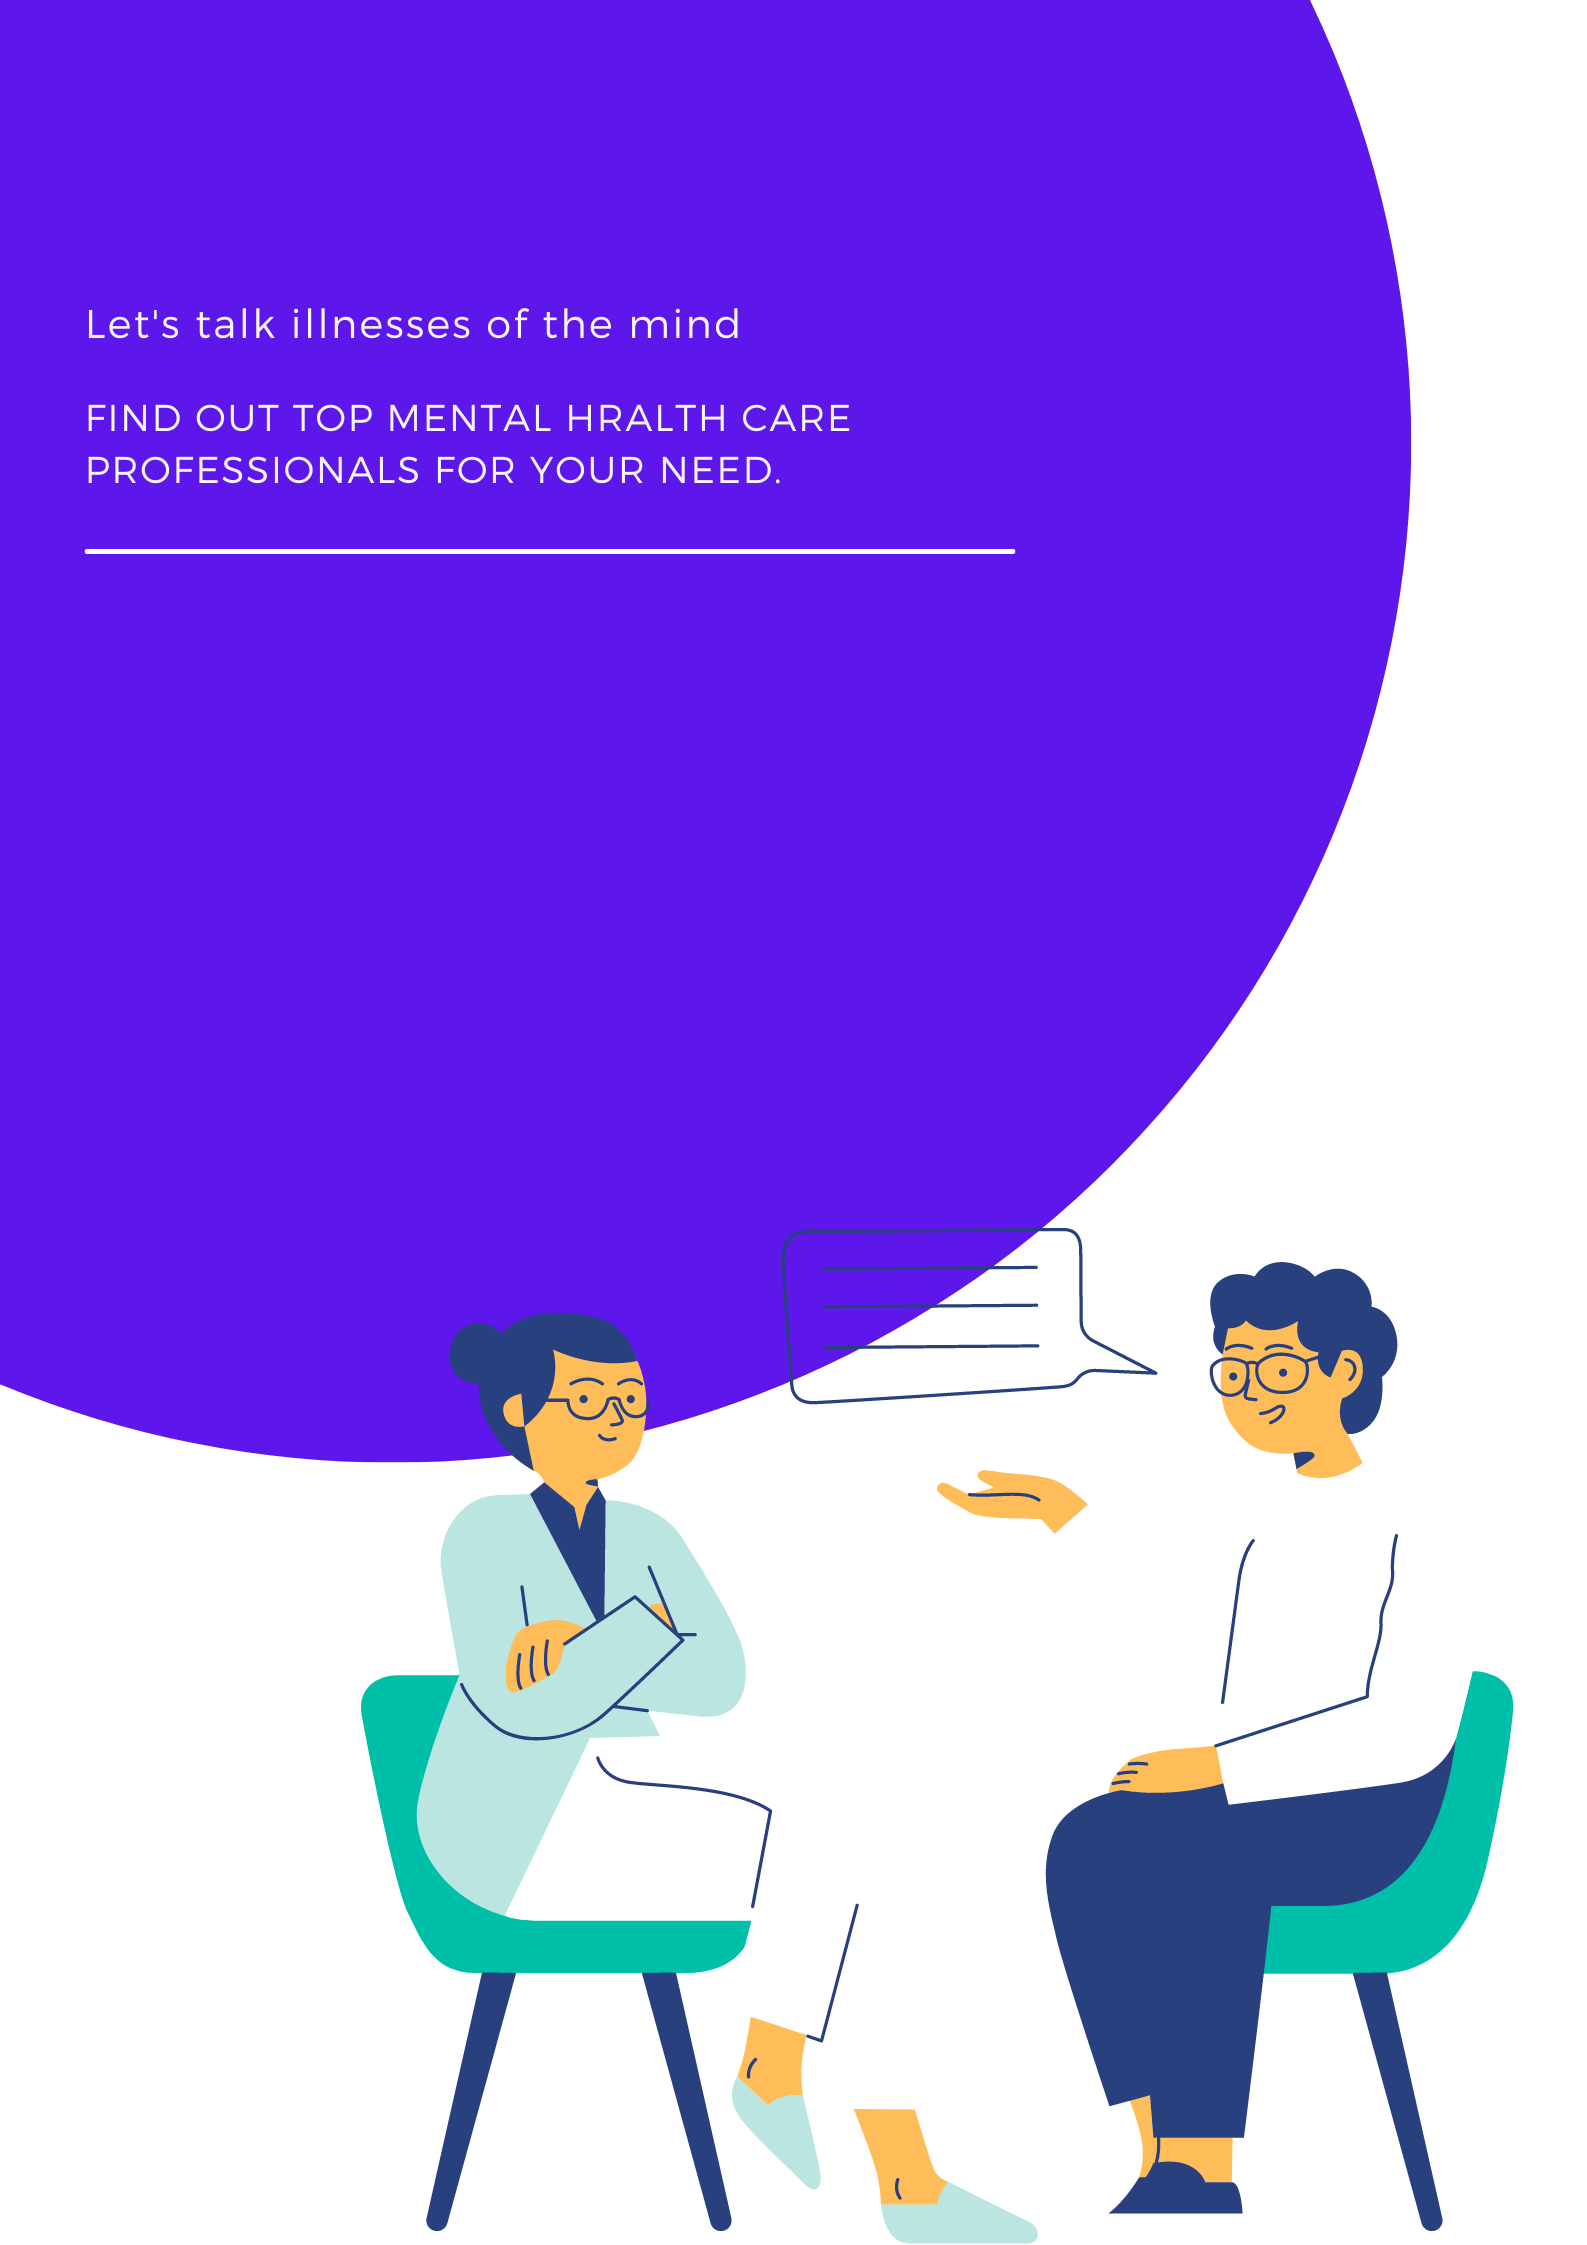 Let's talk illnesses of the mind
FIND OUT TOP MENTAL HRALTH CARE
PROFESSIONALS FOR YOUR NEED.